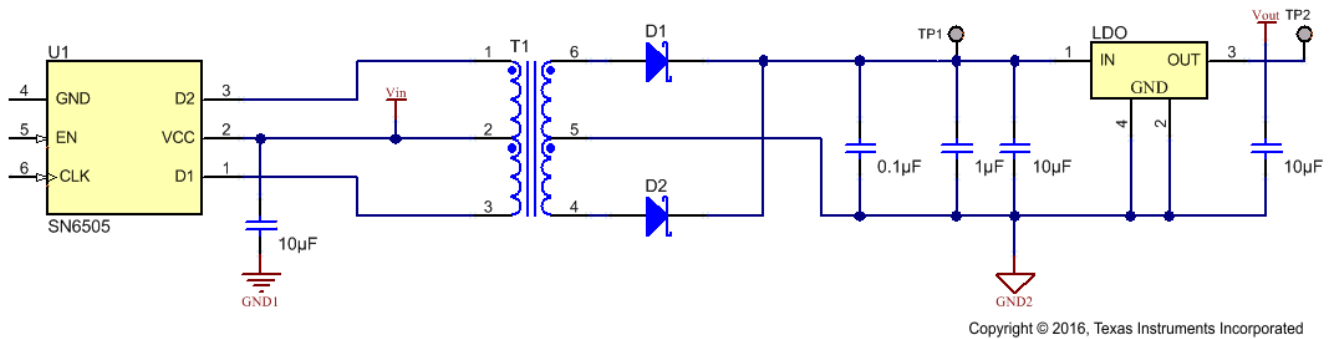 U1
4 GND D2 3
5 EN VCC 2
6 CLK D1 1
SN6505
10µF
GND1
Vin
T1
1 6
2 5
3 4
D1
D2
TP1
0.1µF
1µF
10µF
GND2
LDO
1 IN OUT 3
GND
4 2
Vout TP2
10µF
Copyright © 2016, Texas Instruments Incorporated